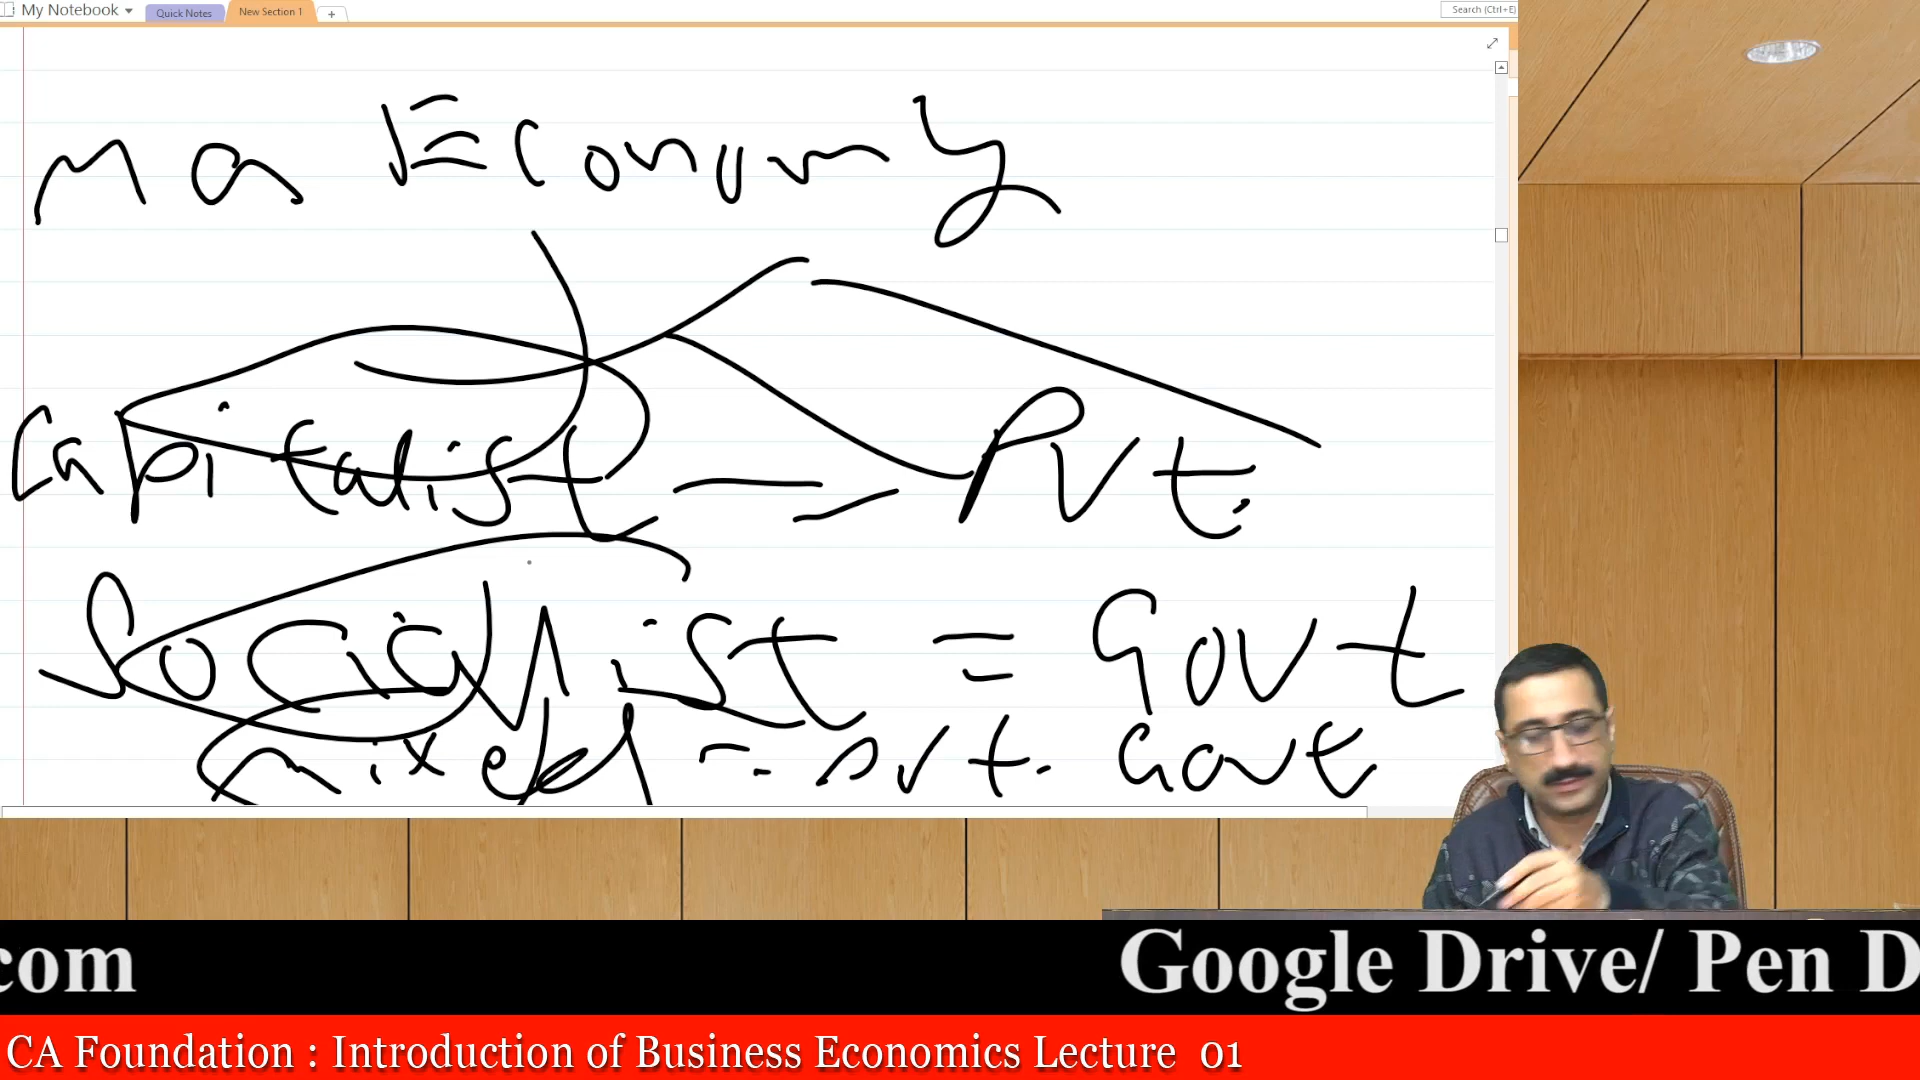 My Notebook Quick Notes New Section 1 + Search (Ctrl+E)
Economy
Capitalist — Pvt.
Socialist = Govt
mixed = pvt. Govt
com Google Drive/ Pen D
CA Foundation : Introduction of Business Economics Lecture 01